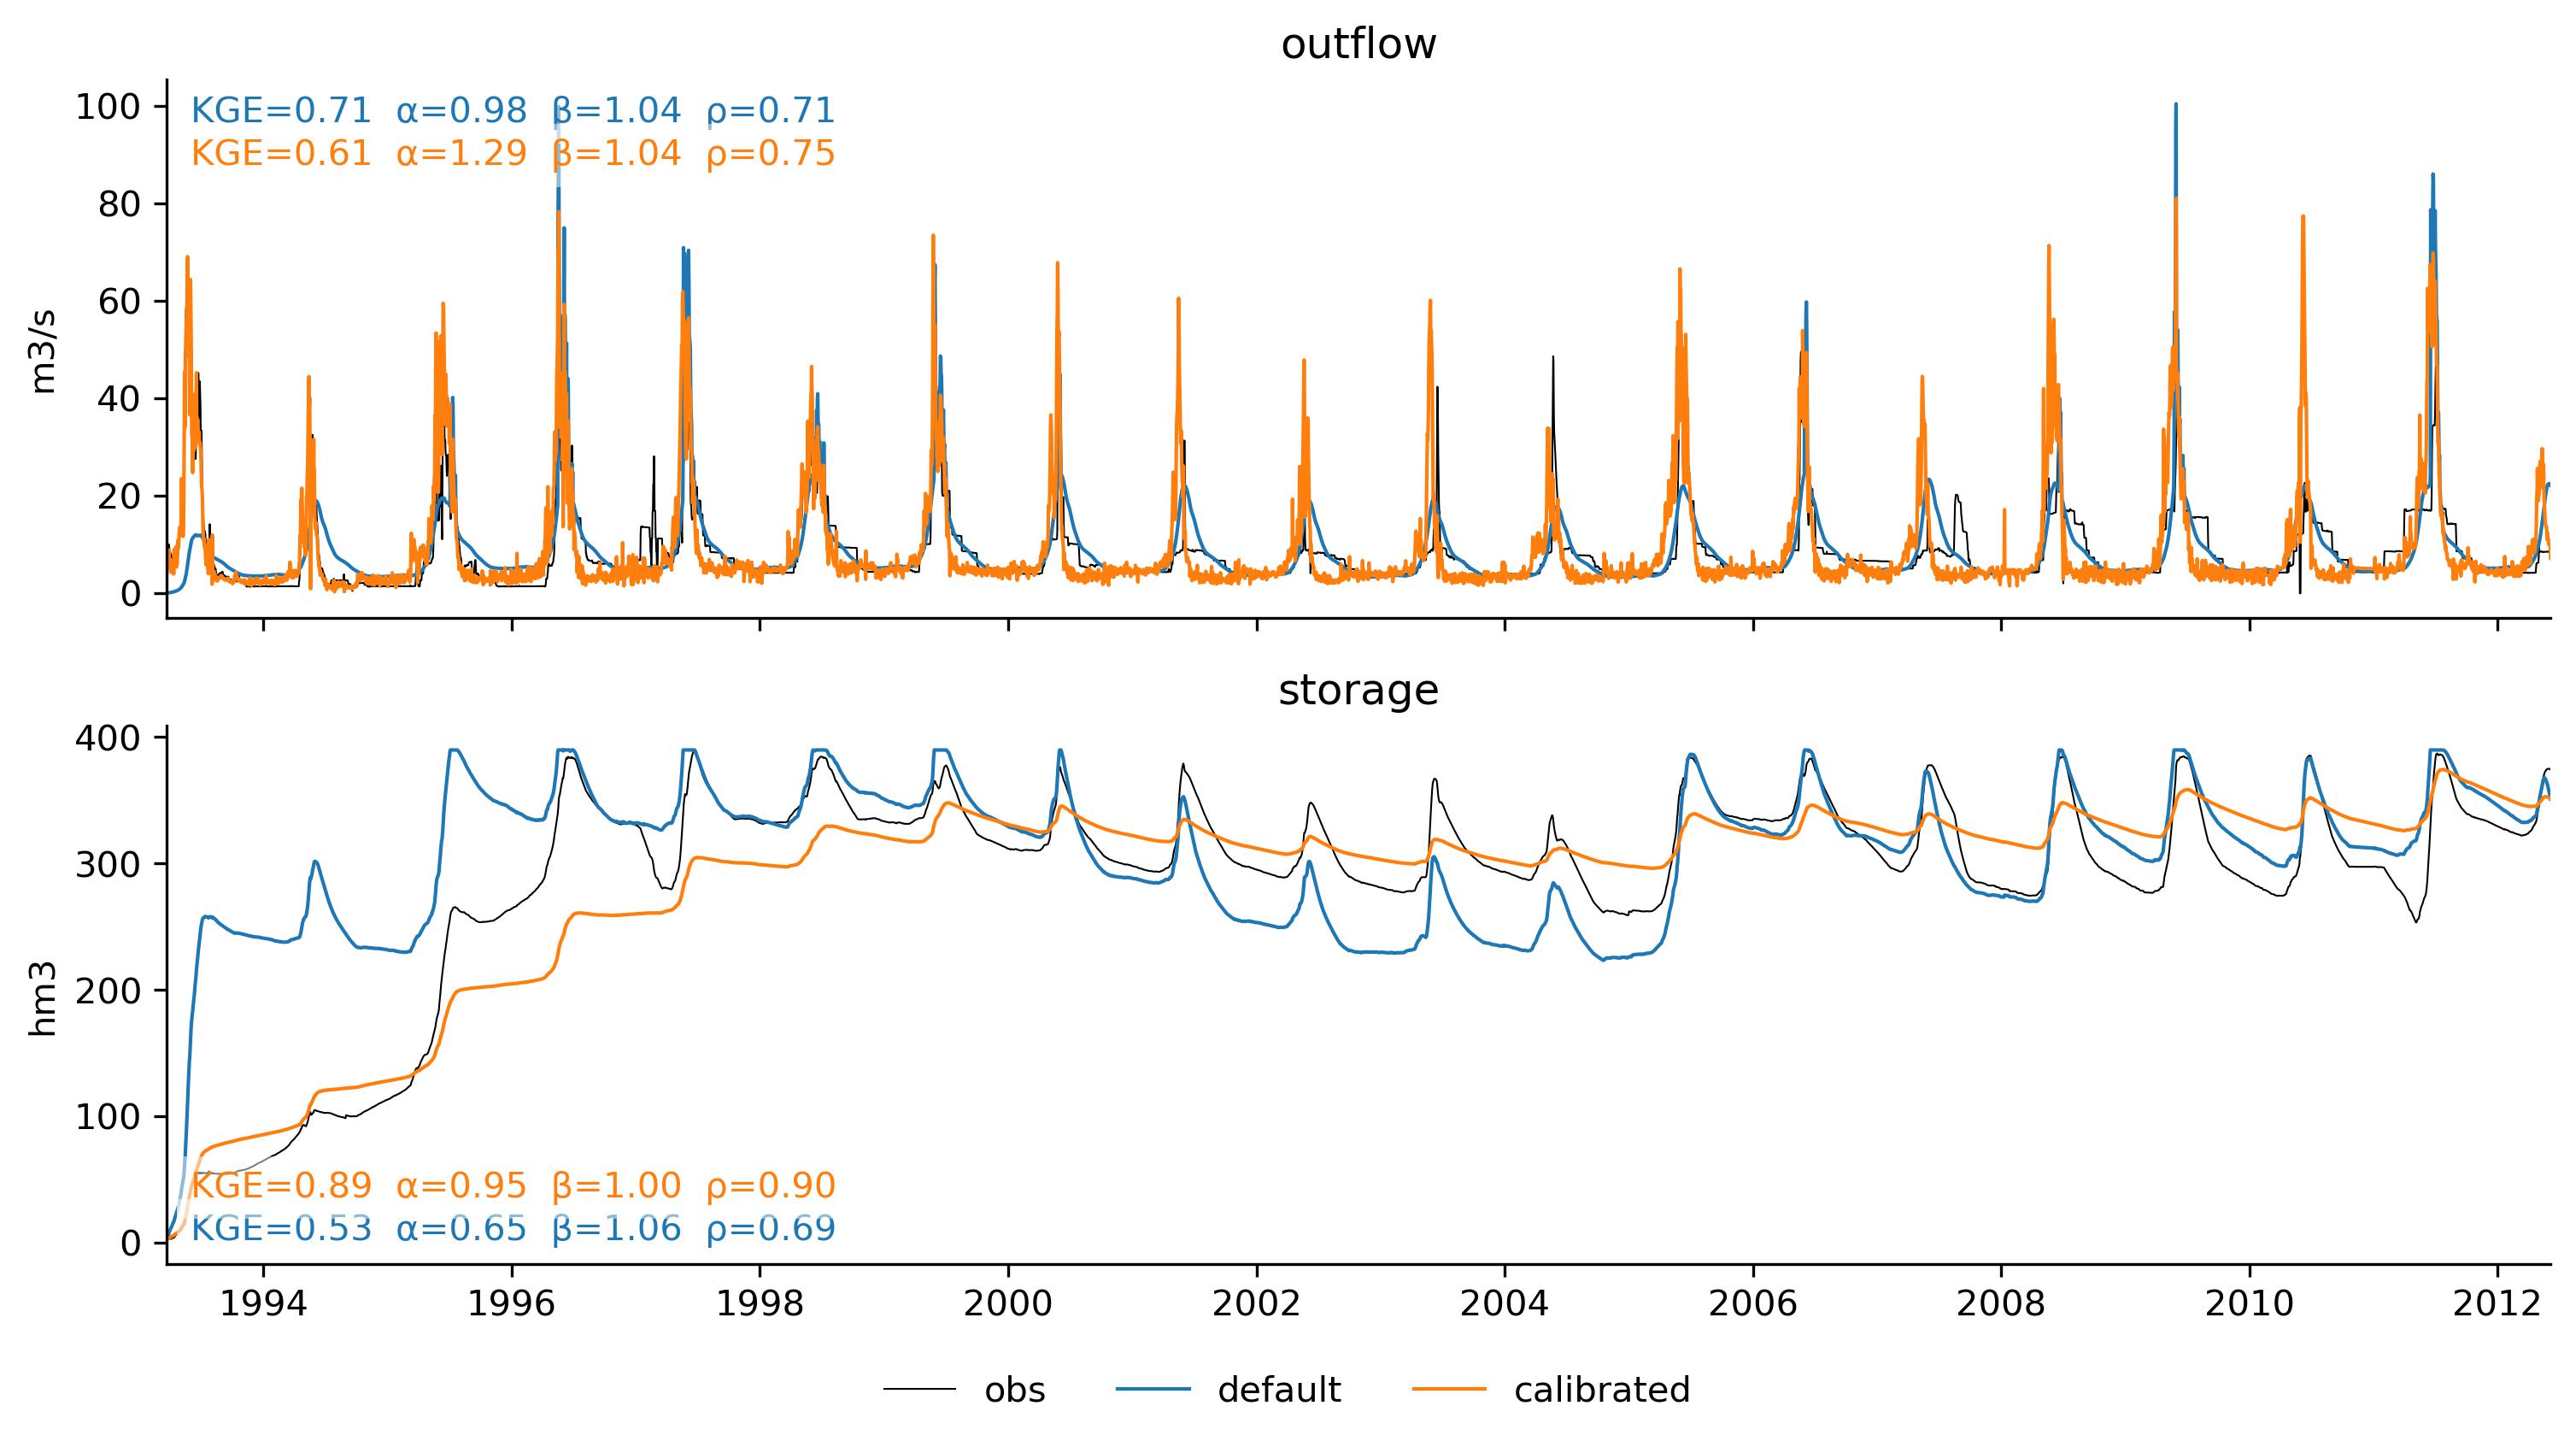 outflow
KGE=0.71 α=0.98 β=1.04 ρ=0.71
KGE=0.61 α=1.29 β=1.04 ρ=0.75
100
80
60
40
20
0
m3/s
storage
400
300
200
100
0
hm3
KGE=0.89 α=0.95 β=1.00 ρ=0.90
KGE=0.53 α=0.65 β=1.06 ρ=0.69
1994 1996 1998 2000 2002 2004 2006 2008 2010 2012
obs default calibrated